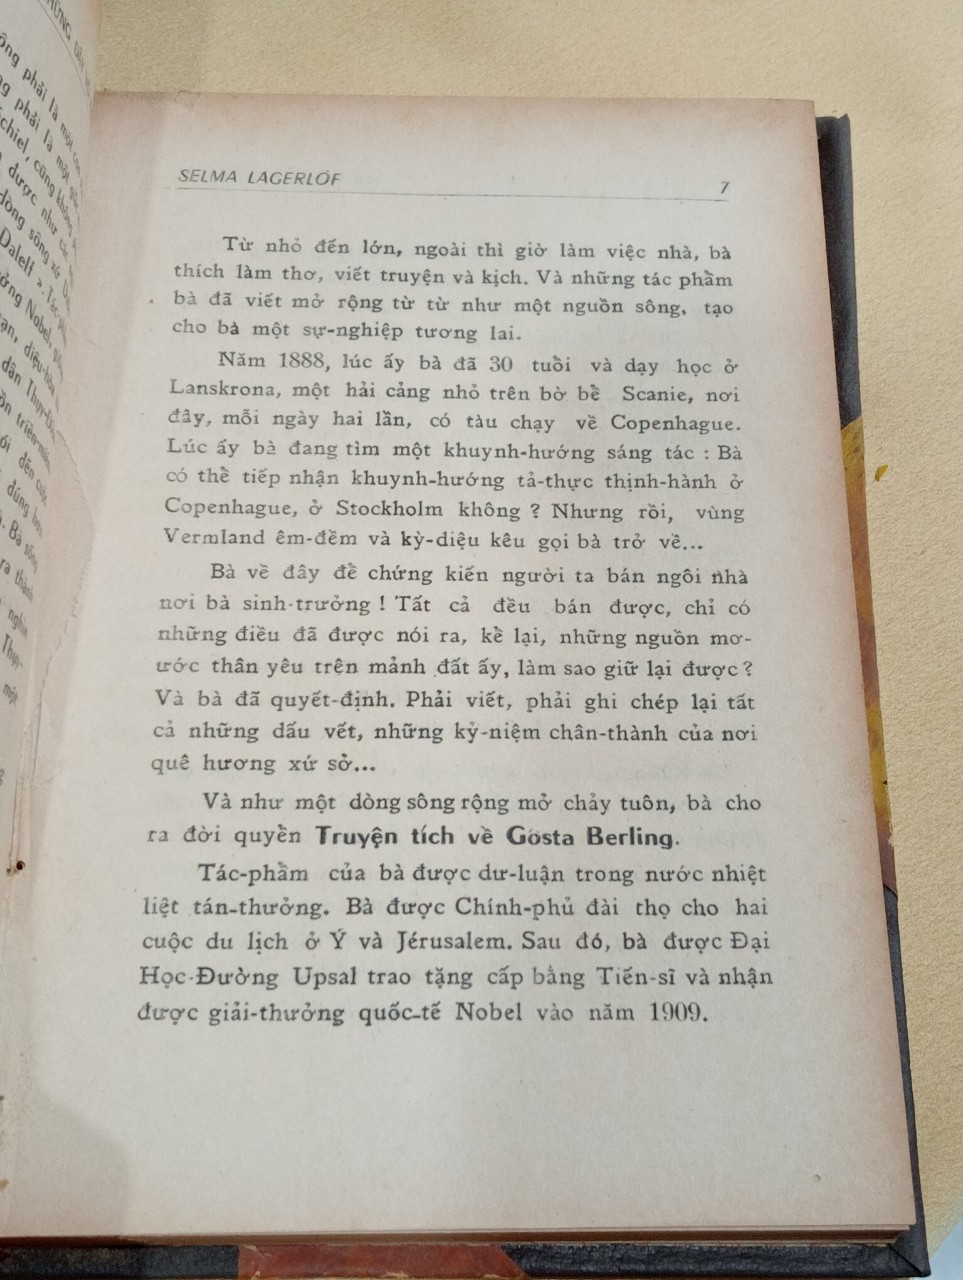 SELMA LAGERLOF
7
Từ nhỏ đến lớn, ngoài thì giờ làm việc nhà, bà
thích làm thơ, viết truyện và kịch. Và những tác phẩm
bà đã viết mở rộng từ từ như một nguồn sông, tạo
cho bà một sự-nghiệp tương lai.
Năm 1888, lúc ấy bà đã 30 tuổi và dạy học ở
Lanskrona, một hải cảng nhỏ trên bờ bể Scanie, nơi
đây, mỗi ngày hai lần, có tàu chạy về Copenhague.
Lúc ấy bà đang tìm một khuynh-hướng sáng tác : Bà
có thể tiếp nhận khuynh-hướng tả-thực thịnh-hành ở
Copenhague, ở Stockholm không ? Nhưng rồi, vùng
Vermland êm-đềm và kỳ-diệu kêu gọi bà trở về...
Bà về đây để chứng kiến người ta bán ngôi nhà
nơi bà sinh-trưởng ! Tất cả đều bán được, chỉ có
những điều đã được nói ra, kể lại, những nguồn mơ-
ước thân yêu trên mảnh đất ấy, làm sao giữ lại được ?
Và bà đã quyết-định. Phải viết, phải ghi chép lại tất
cả những dấu vết, những kỷ-niệm chân-thành của nơi
quê hương xứ sở...
Và như một dòng sông rộng mở chảy tuôn, bà cho
ra đời quyển Truyện tích về Gösta Berling.
Tác-phẩm của bà được dư-luận trong nước nhiệt
liệt tán-thưởng. Bà được Chính-phủ đài thọ cho hai
cuộc du lịch ở Ý và Jérusalem. Sau đó, bà được Đại
Học-Đường Upsal trao tặng cấp bằng Tiến-sĩ và nhận
được giải-thưởng quốc-tế Nobel vào năm 1909.